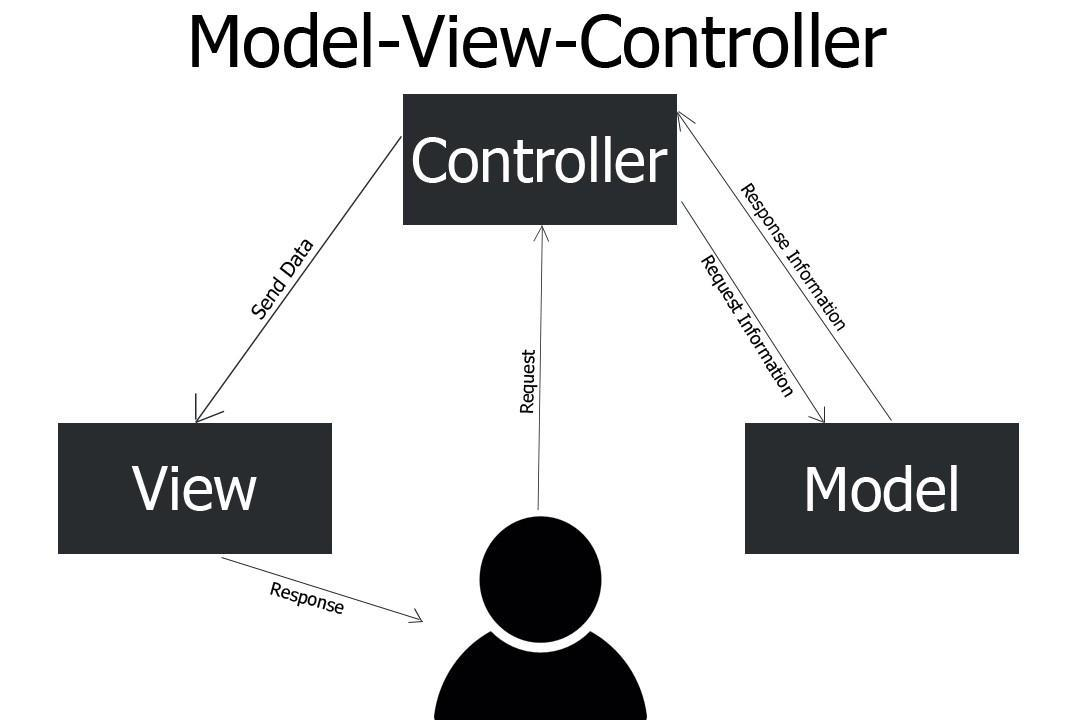 Model-View-Controller
Controller
Send Data
Request
Request Information
Response Information
View
Model
Response